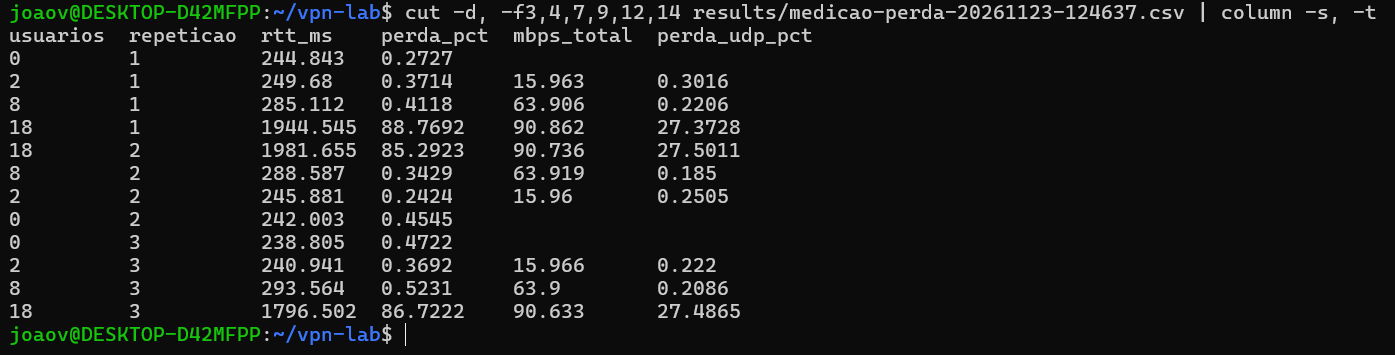 joaov@DESKTOP-D42MFPP:~/vpn-lab$ cut -d, -f3,4,7,9,12,14 results/medicao-perda-20261123-124637.csv | column -s, -t
usuarios  repeticao  rtt_ms    perda_pct  mbps_total  perda_udp_pct
0         1          244.843   0.2727
2         1          249.68    0.3714     15.963      0.3016
8         1          285.112   0.4118     63.906      0.2206
18        1          1944.545  88.7692    90.862      27.3728
18        2          1981.655  85.2923    90.736      27.5011
8         2          288.587   0.3429     63.919      0.185
2         2          245.881   0.2424     15.96       0.2505
0         2          242.003   0.4545
0         3          238.805   0.4722
2         3          240.941   0.3692     15.966      0.222
8         3          293.564   0.5231     63.9        0.2086
18        3          1796.502  86.7222    90.633      27.4865
joaov@DESKTOP-D42MFPP:~/vpn-lab$